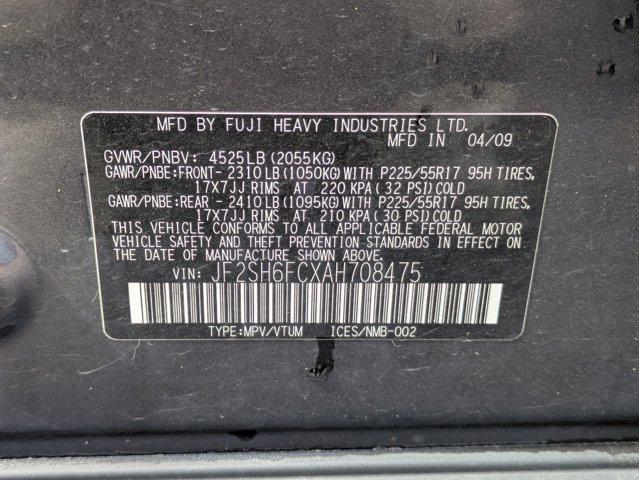 MFD BY FUJI HEAVY INDUSTRIES LTD.
MFD IN 04/09
GVWR/PNBV: 4525LB(2055KG)
GAWR/PNBE:FRONT- 2310LB(1050KG)WITH P225/55R17 95H TIRES,
17X7JJ RIMS AT 220 KPA(32 PSI)COLD
GAWR/PNBE:REAR - 2410LB(1095KG)WITH P225/55R17 95H TIRES,
17X7JJ RIMS AT 210 KPA(30 PSI)COLD
THIS VEHICLE CONFORMS TO ALL APPLICABLE FEDERAL MOTOR
VEHICLE SAFETY AND THEFT PREVENTION STANDARDS IN EFFECT ON
THE DATE OF MANUFACTURE SHOWN ABOVE.
VIN: JF2SH6FCXAH708475
TYPE:MPV/VTUM ICES/NMB-002